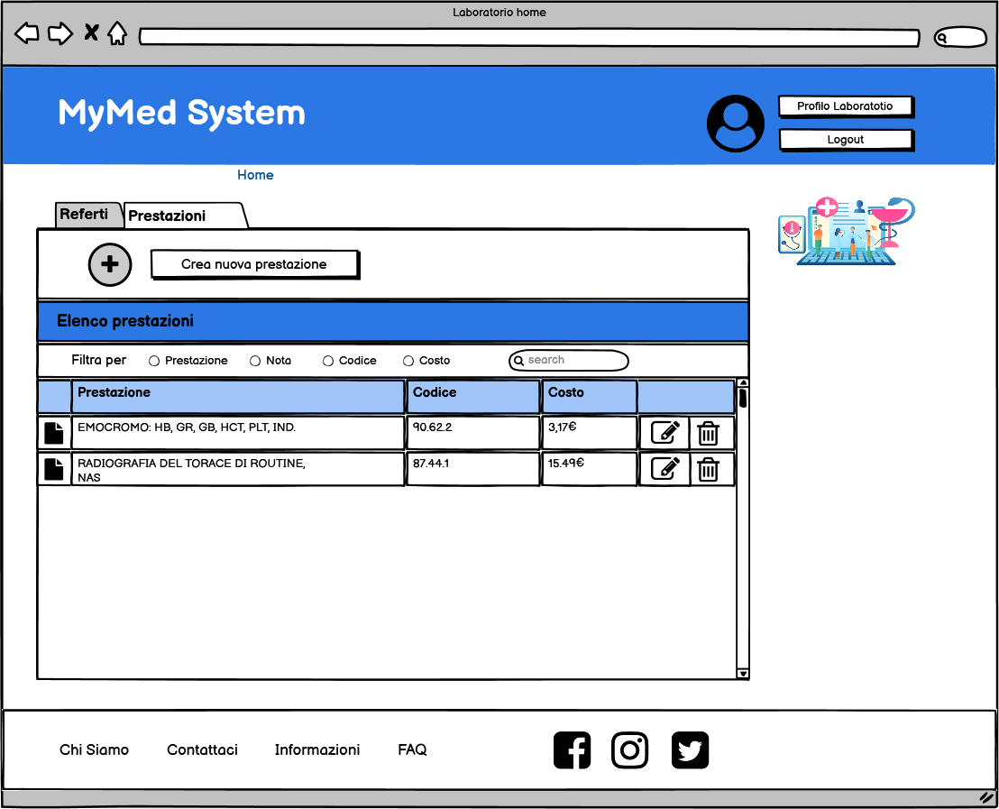 Laboratorio home
MyMed System
Profilo Laboratotio
Logout
Home
Referti
Prestazioni
Crea nuova prestazione
Elenco prestazioni
Filtra per
Prestazione
Nota
Codice
Costo
search
Prestazione
Codice
Costo
EMOCROMO: HB, GR, GB, HCT, PLT, IND.
90.62.2
3,17€
RADIOGRAFIA DEL TORACE DI ROUTINE,
NAS
87.44.1
15.49€
Chi Siamo
Contattaci
Informazioni
FAQ